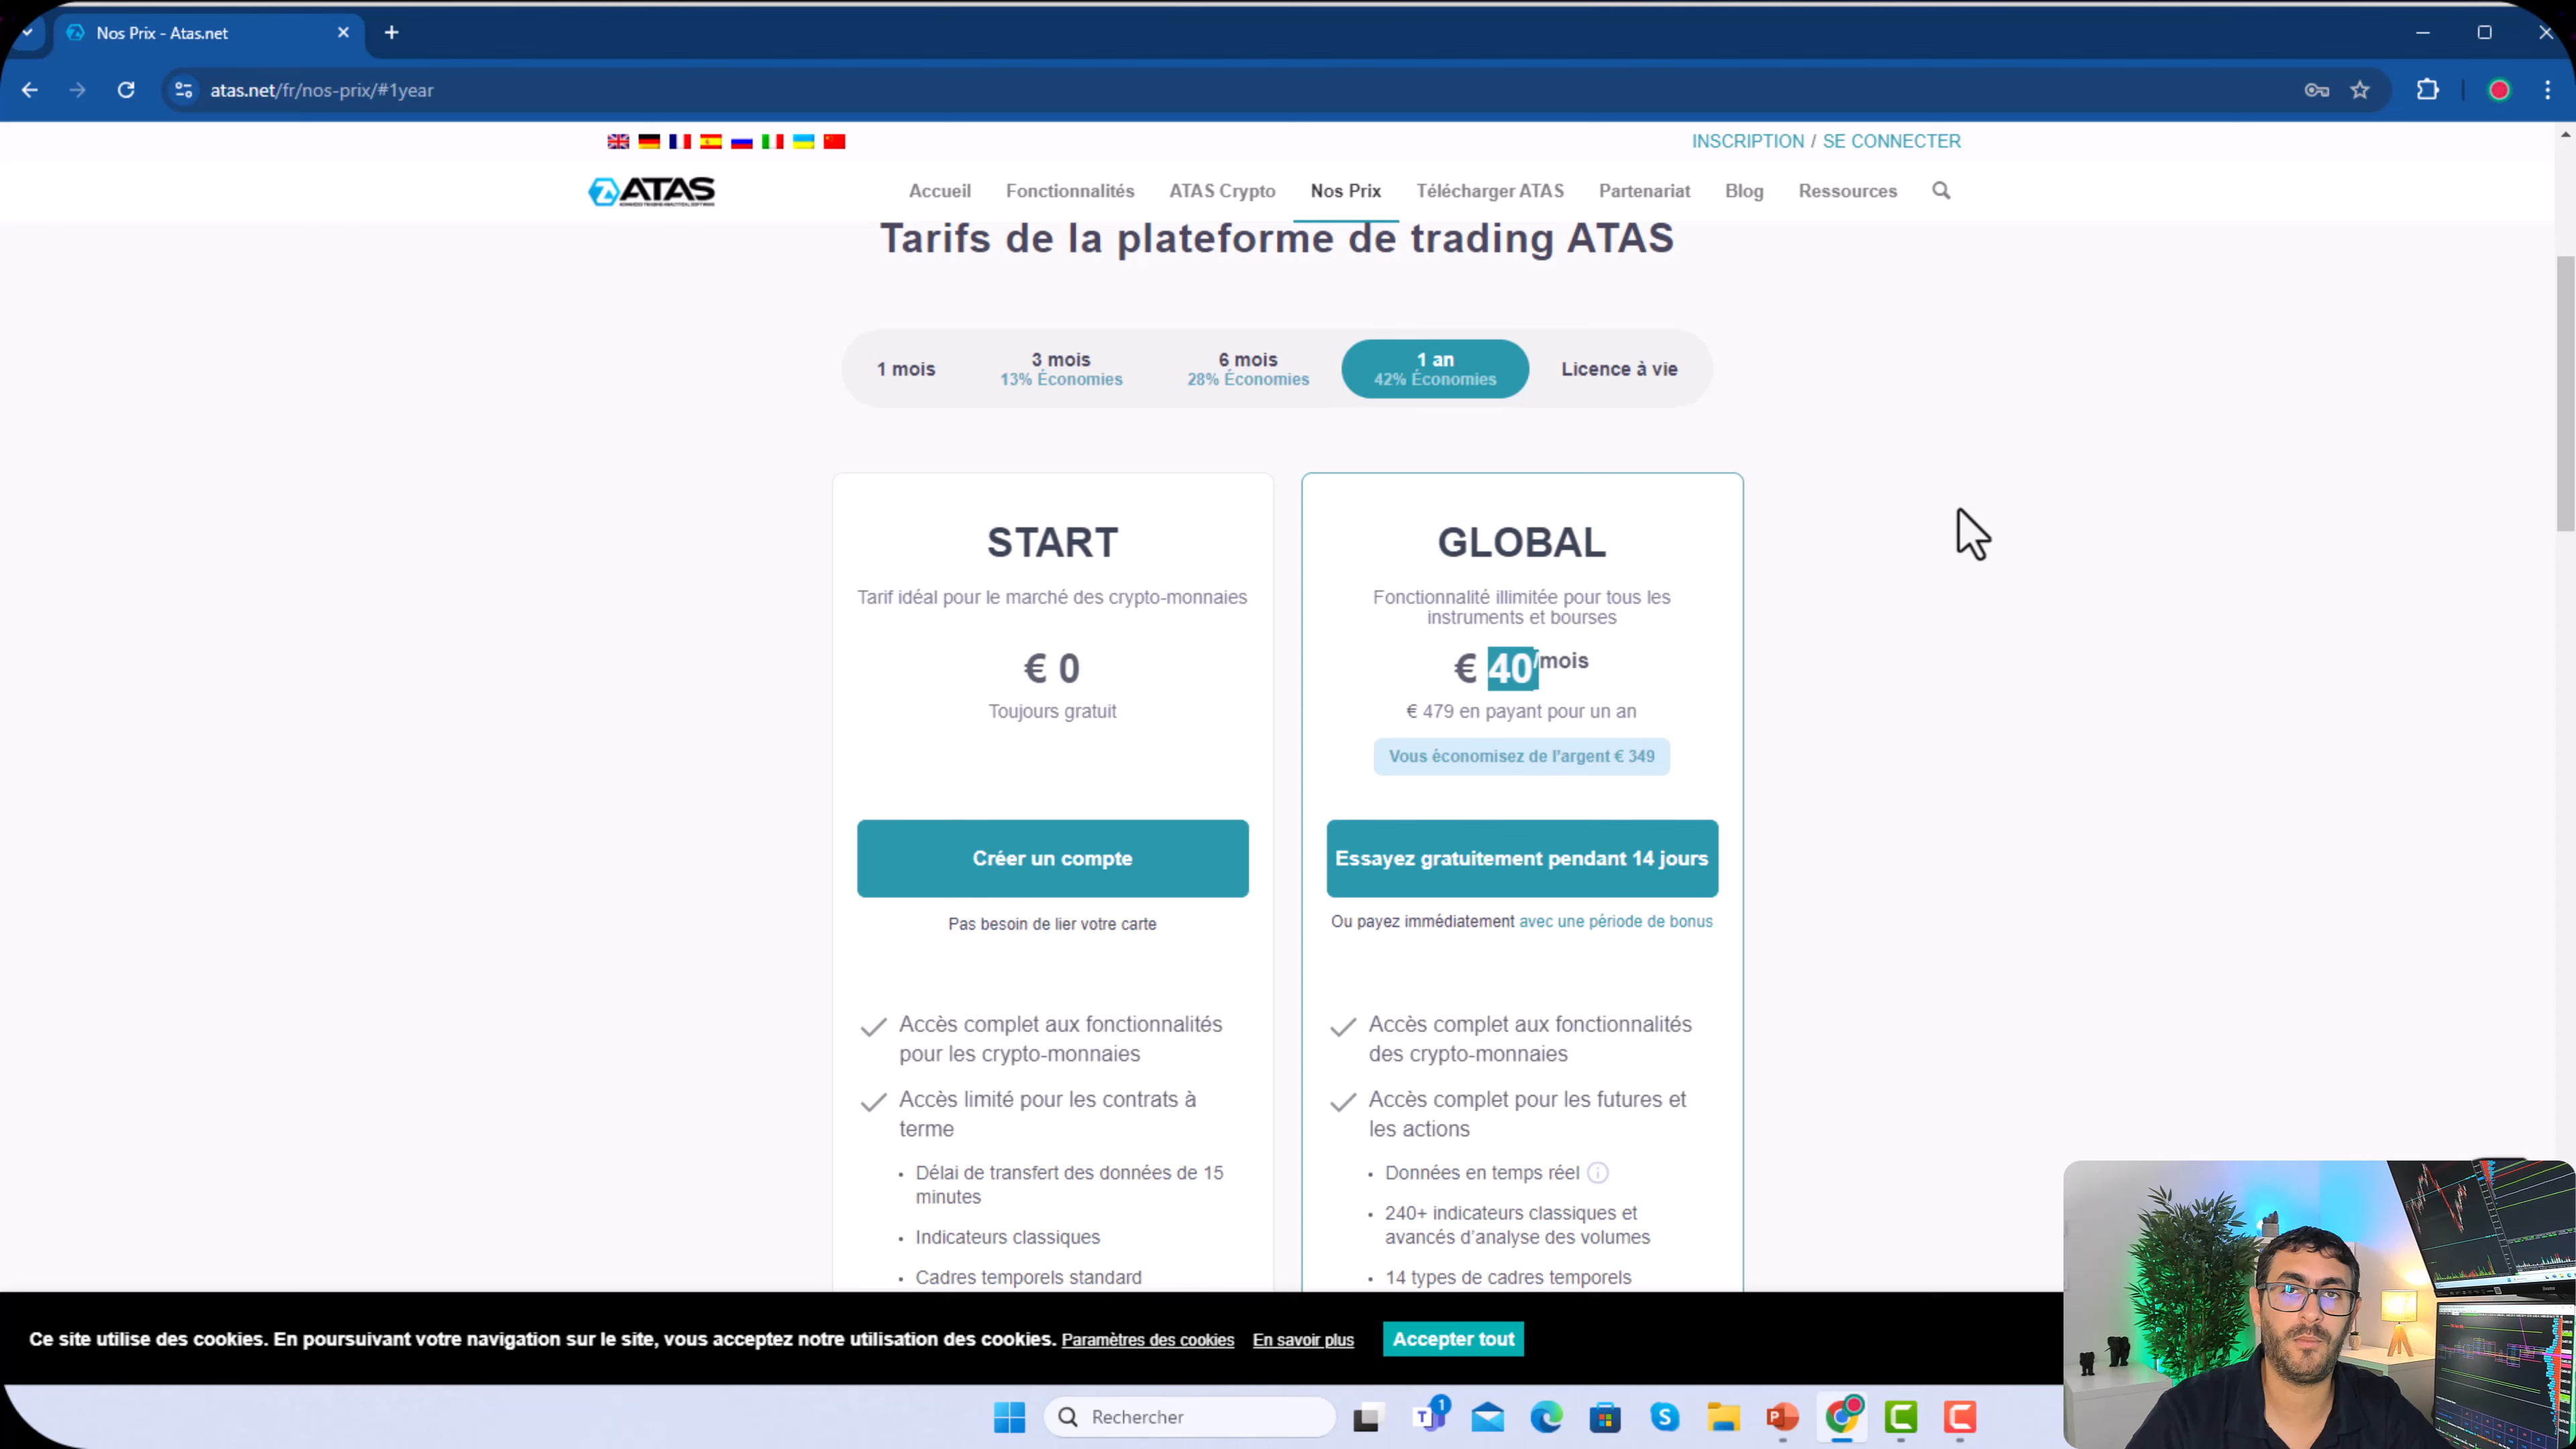 Nos Prix - Atas.net
atas.net/fr/nos-prix/#1year
INSCRIPTION / SE CONNECTER
ATAS
Accueil
Fonctionnalités
ATAS Crypto
Nos Prix
Télécharger ATAS
Partenariat
Blog
Ressources
Tarifs de la plateforme de trading ATAS
1 mois
3 mois
13% Économies
6 mois
28% Économies
1 an
42% Économies
Licence à vie
START
Tarif idéal pour le marché des crypto-monnaies
€ 0
Toujours gratuit
Créer un compte
Pas besoin de lier votre carte
Accès complet aux fonctionnalités
pour les crypto-monnaies
Accès limité pour les contrats à
terme
• Délai de transfert des données de 15
minutes
• Indicateurs classiques
• Cadres temporels standard
GLOBAL
Fonctionnalité illimitée pour tous les
instruments et bourses
€ 40/mois
€ 479 en payant pour un an
Vous économisez de l'argent € 349
Essayez gratuitement pendant 14 jours
Ou payez immédiatement avec une période de bonus
Accès complet aux fonctionnalités
des crypto-monnaies
Accès complet pour les futures et
les actions
• Données en temps réel
• 240+ indicateurs classiques et
avancés d'analyse des volumes
• 14 types de cadres temporels
Ce site utilise des cookies. En poursuivant votre navigation sur le site, vous acceptez notre utilisation des cookies. Paramètres des cookies En savoir plus Accepter tout
Rechercher
1